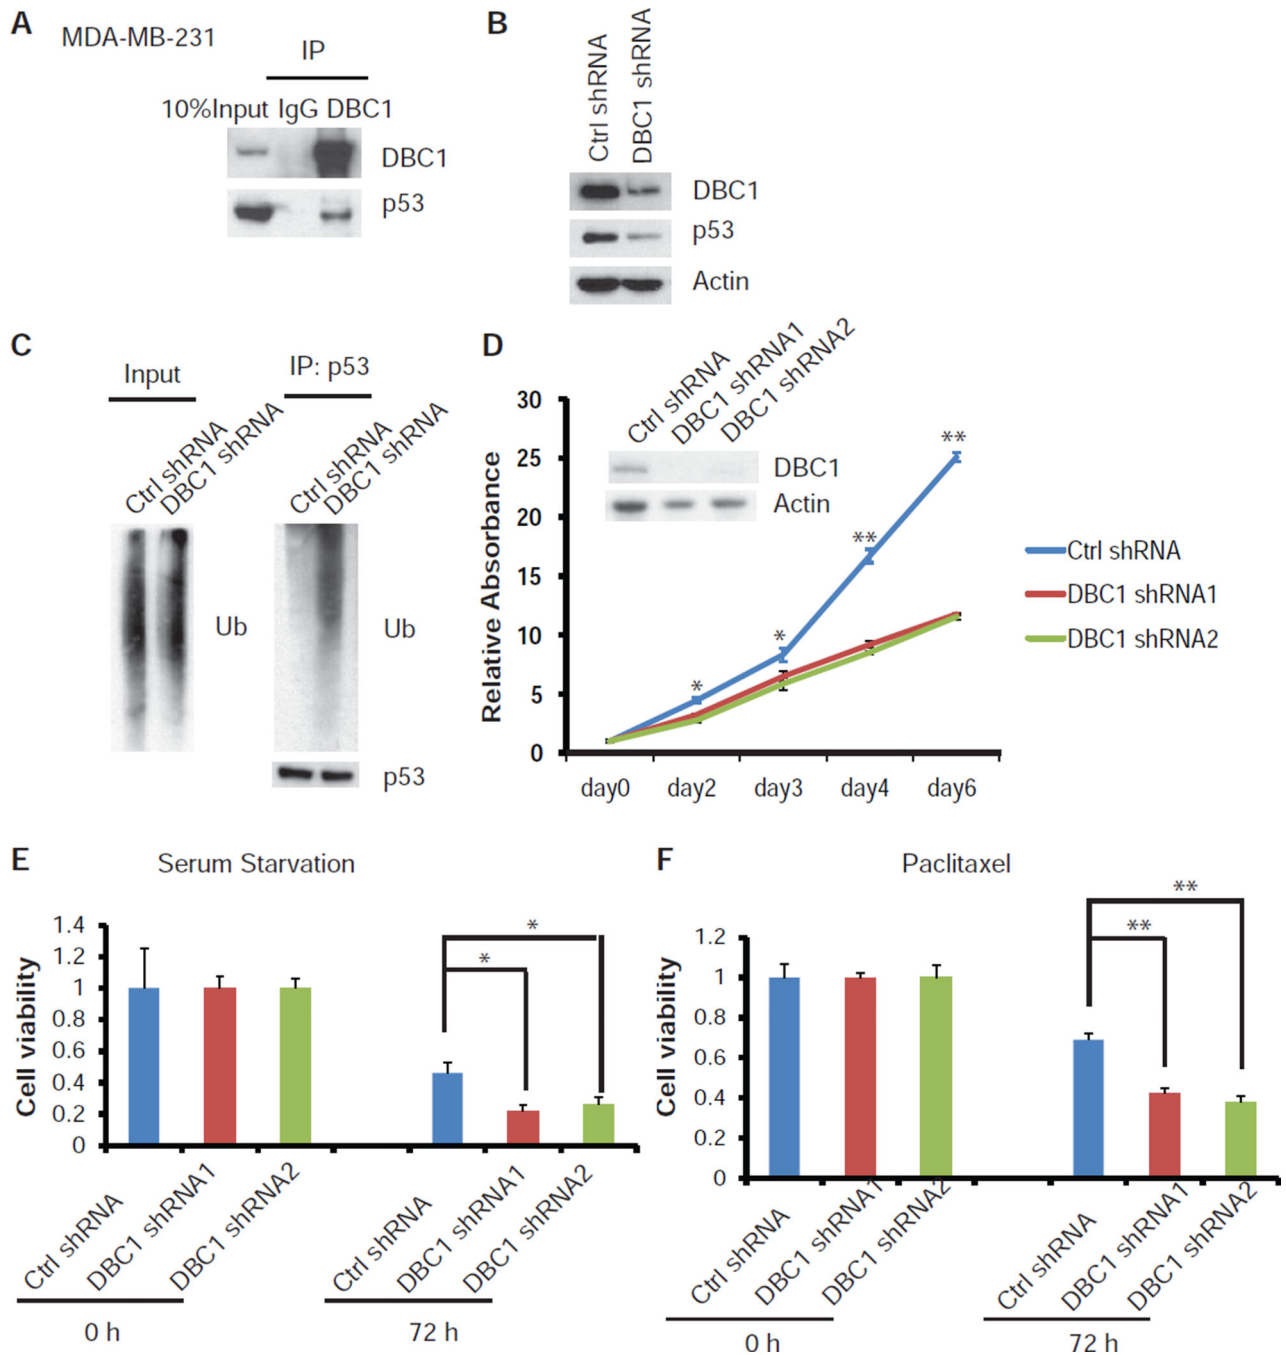 A
MDA-MB-231
IP
10%Input IgG DBC1
DBC1
p53
B
Ctrl shRNA
DBC1 shRNA
DBC1
p53
Actin
C
Input
IP: p53
Ctrl shRNA
DBC1 shRNA
Ctrl shRNA
DBC1 shRNA
Ub
Ub
p53
D
Ctrl shRNA
DBC1 shRNA1
DBC1 shRNA2
DBC1
Actin
Relative Absorbance
30
25
20
15
10
5
0
*
*
**
**
day0 day2 day3 day4 day6
Ctrl shRNA
DBC1 shRNA1
DBC1 shRNA2
E
Serum Starvation
Cell viability
1.4
1.2
1
0.8
0.6
0.4
0.2
0
*
*
Ctrl shRNA
DBC1 shRNA1
DBC1 shRNA2
Ctrl shRNA
DBC1 shRNA1
DBC1 shRNA2
0 h
72 h
F
Paclitaxel
Cell viability
1.2
1
0.8
0.6
0.4
0.2
0
**
**
Ctrl shRNA
DBC1 shRNA1
DBC1 shRNA2
Ctrl shRNA
DBC1 shRNA1
DBC1 shRNA2
0 h
72 h